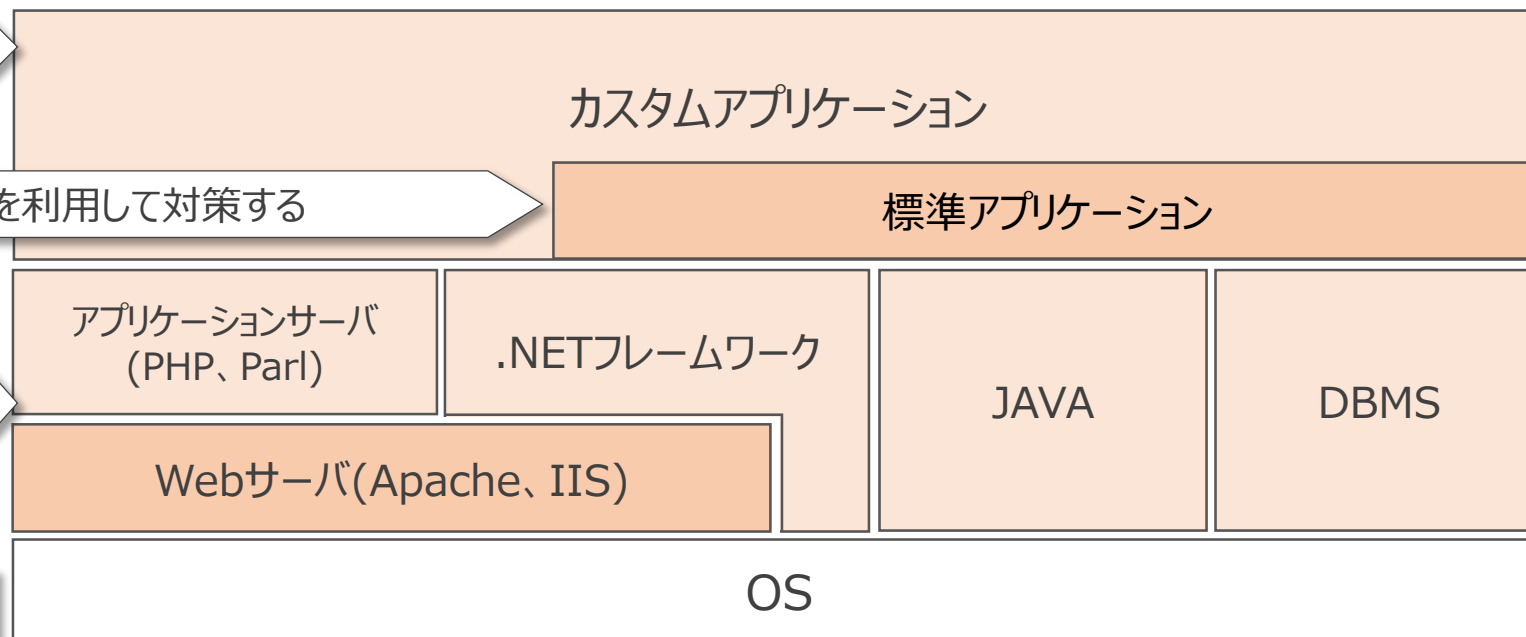 カスタムアプリケーション
を利用して対策する
標準アプリケーション
アプリケーションサーバ
(PHP、Parl)
.NETフレームワーク
JAVA
DBMS
Webサーバ(Apache、IIS)
OS